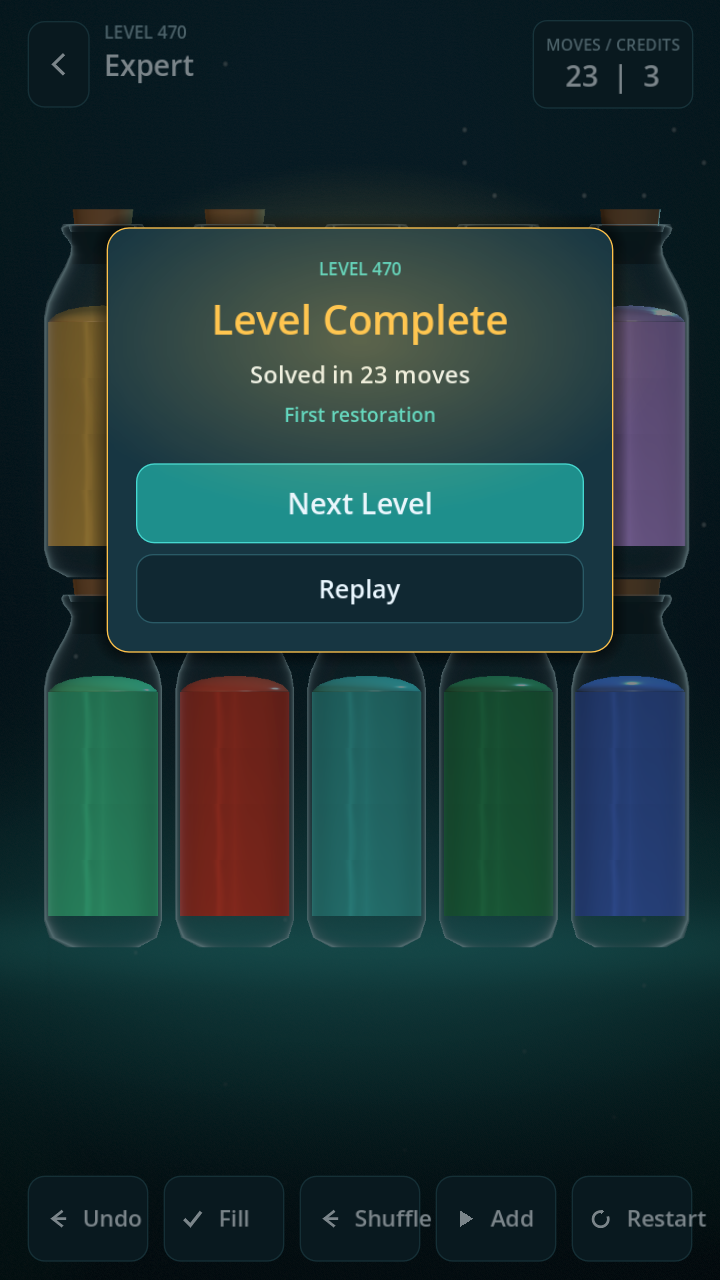 LEVEL 470
Expert
MOVES / CREDITS
23 | 3
LEVEL 470
Level Complete
Solved in 23 moves
First restoration
Next Level
Replay
Undo Fill Shuffle Add Restart